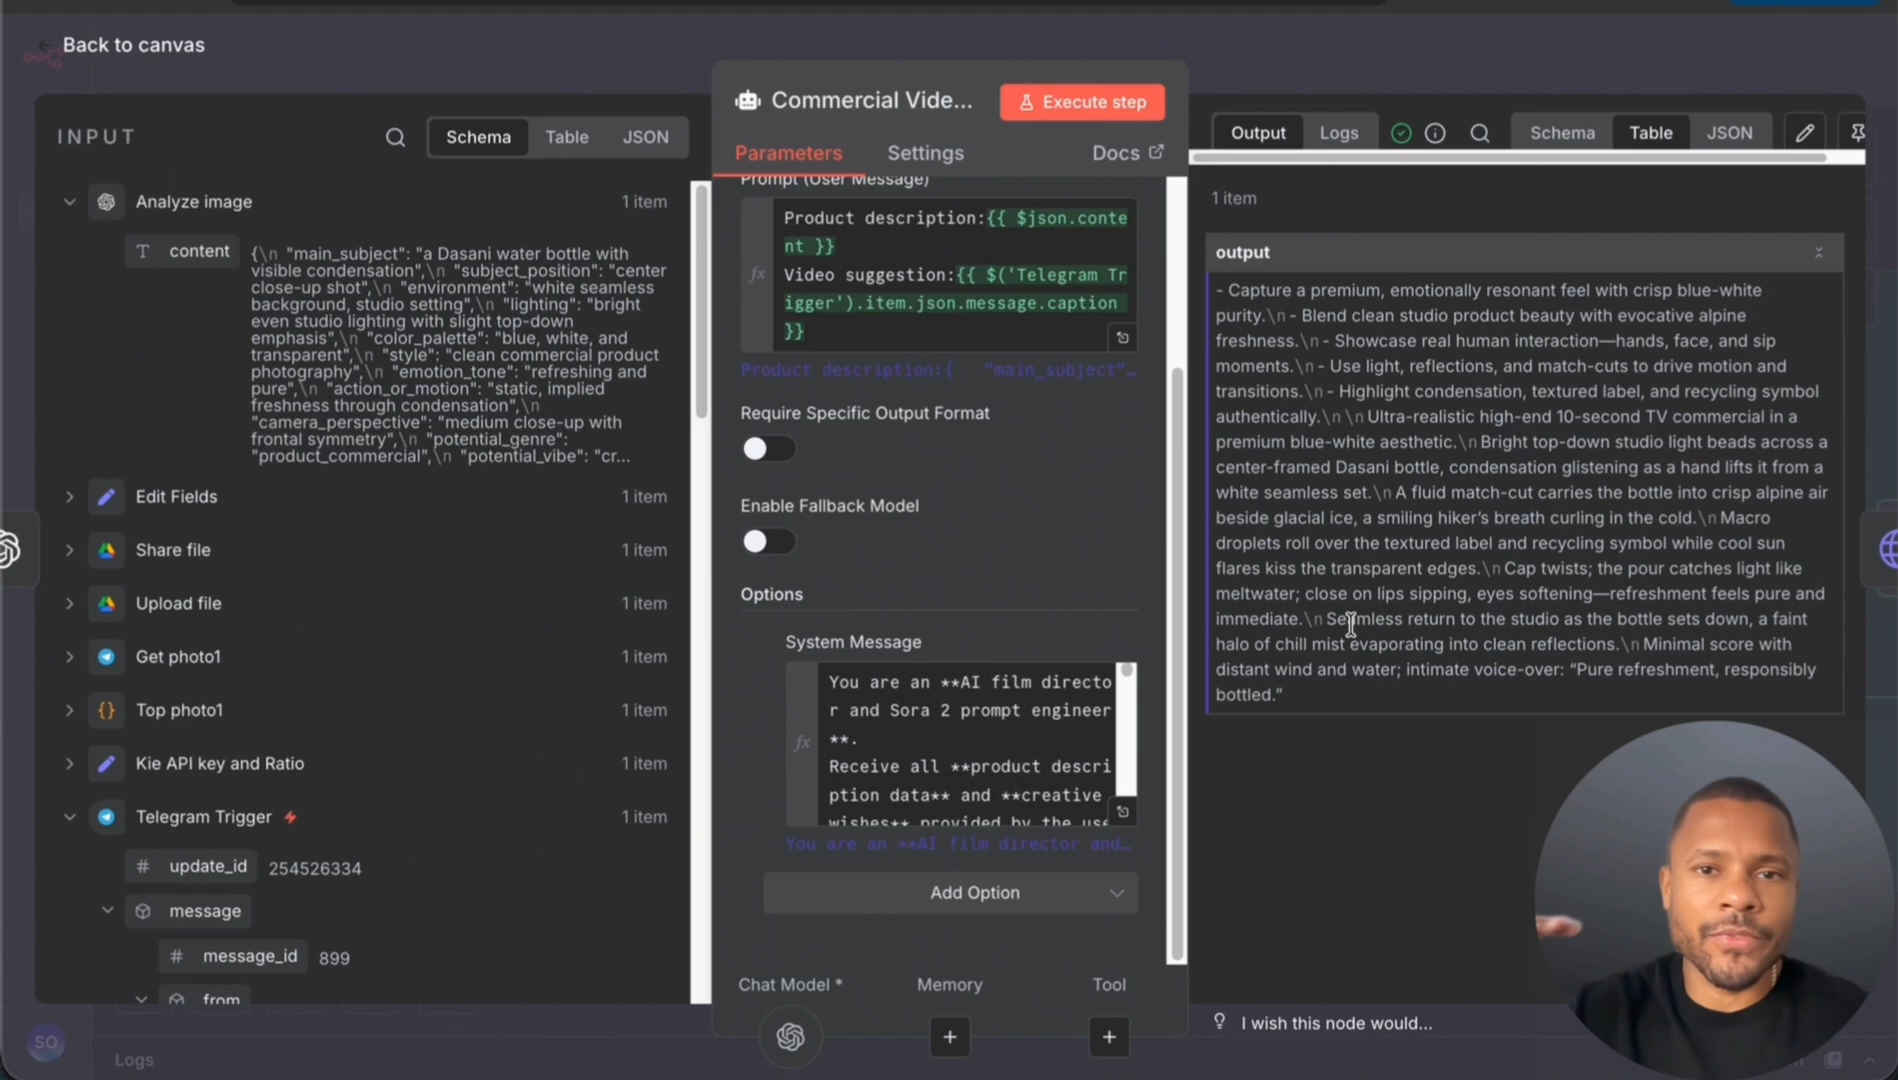 Back to canvas
INPUT
Schema
Table
JSON
Analyze image
1 item
content
{\n "main_subject": "a Dasani water bottle with
visible condensation",\n "subject_position": "center
close-up shot",\n "environment": "white seamless
background, studio setting",\n "lighting": "bright
even studio lighting with slight top-down
emphasis",\n "color_palette": "blue, white, and
transparent",\n "style": "clean commercial product
photography",\n "emotion_tone": "refreshing and
pure",\n "action_or_motion": "static, implied
freshness through condensation",\n
"camera_perspective": "medium close-up with
frontal symmetry",\n "potential_genre":
"product_commercial",\n "potential_vibe": "cr...
Edit Fields
1 item
Share file
1 item
Upload file
1 item
Get photo1
1 item
Top photo1
1 item
Kie API key and Ratio
1 item
Telegram Trigger
1 item
# update_id 254526334
message
# message_id 899
from
SO
Logs
Commercial Vide...
Execute step
Parameters
Settings
Docs
Prompt (User Message)
fx
Product description:{{ $json.conte
nt }}
Video suggestion:{{ $('Telegram Tr
igger').item.json.message.caption
}}
Product description:{ "main_subject"…
Require Specific Output Format
Enable Fallback Model
Options
System Message
fx
You are an **AI film directo
r and Sora 2 prompt engineer
**.
Receive all **product descri
ption data** and **creative
wishes** provided by the use
You are an **AI film director and…
Add Option
Chat Model *
Memory
Tool
Output
Logs
Schema
Table
JSON
1 item
output
- Capture a premium, emotionally resonant feel with crisp blue-white
purity.\n - Blend clean studio product beauty with evocative alpine
freshness.\n - Showcase real human interaction—hands, face, and sip
moments.\n - Use light, reflections, and match-cuts to drive motion and
transitions.\n - Highlight condensation, textured label, and recycling symbol
authentically.\n \n Ultra-realistic high-end 10-second TV commercial in a
premium blue-white aesthetic.\n Bright top-down studio light beads across a
center-framed Dasani bottle, condensation glistening as a hand lifts it from a
white seamless set.\n A fluid match-cut carries the bottle into crisp alpine air
beside glacial ice, a smiling hiker's breath curling in the cold.\n Macro
droplets roll over the textured label and recycling symbol while cool sun
flares kiss the transparent edges.\n Cap twists; the pour catches light like
meltwater; close on lips sipping, eyes softening—refreshment feels pure and
immediate.\n Seamless return to the studio as the bottle sets down, a faint
halo of chill mist evaporating into clean reflections.\n Minimal score with
distant wind and water; intimate voice-over: “Pure refreshment, responsibly
bottled.”
I wish this node would...